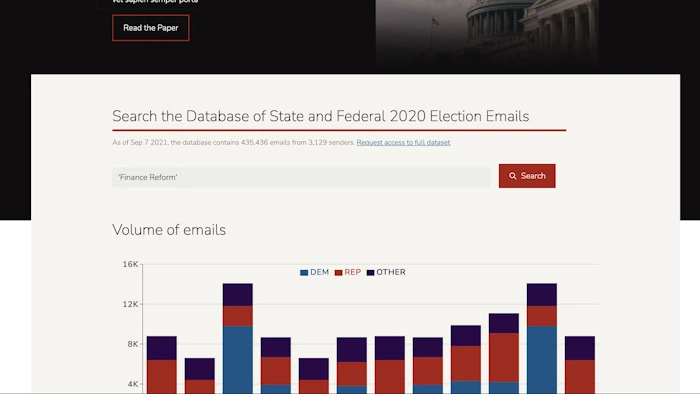 vel sapien semper porta
Read the Paper
Search the Database of State and Federal 2020 Election Emails
As of Sep 7 2021, the database contains 435,436 emails from 3,129 senders. Request access to full dataset
'Finance Reform'
Search
Volume of emails
16K
DEM REP OTHER
12K
8K
4K